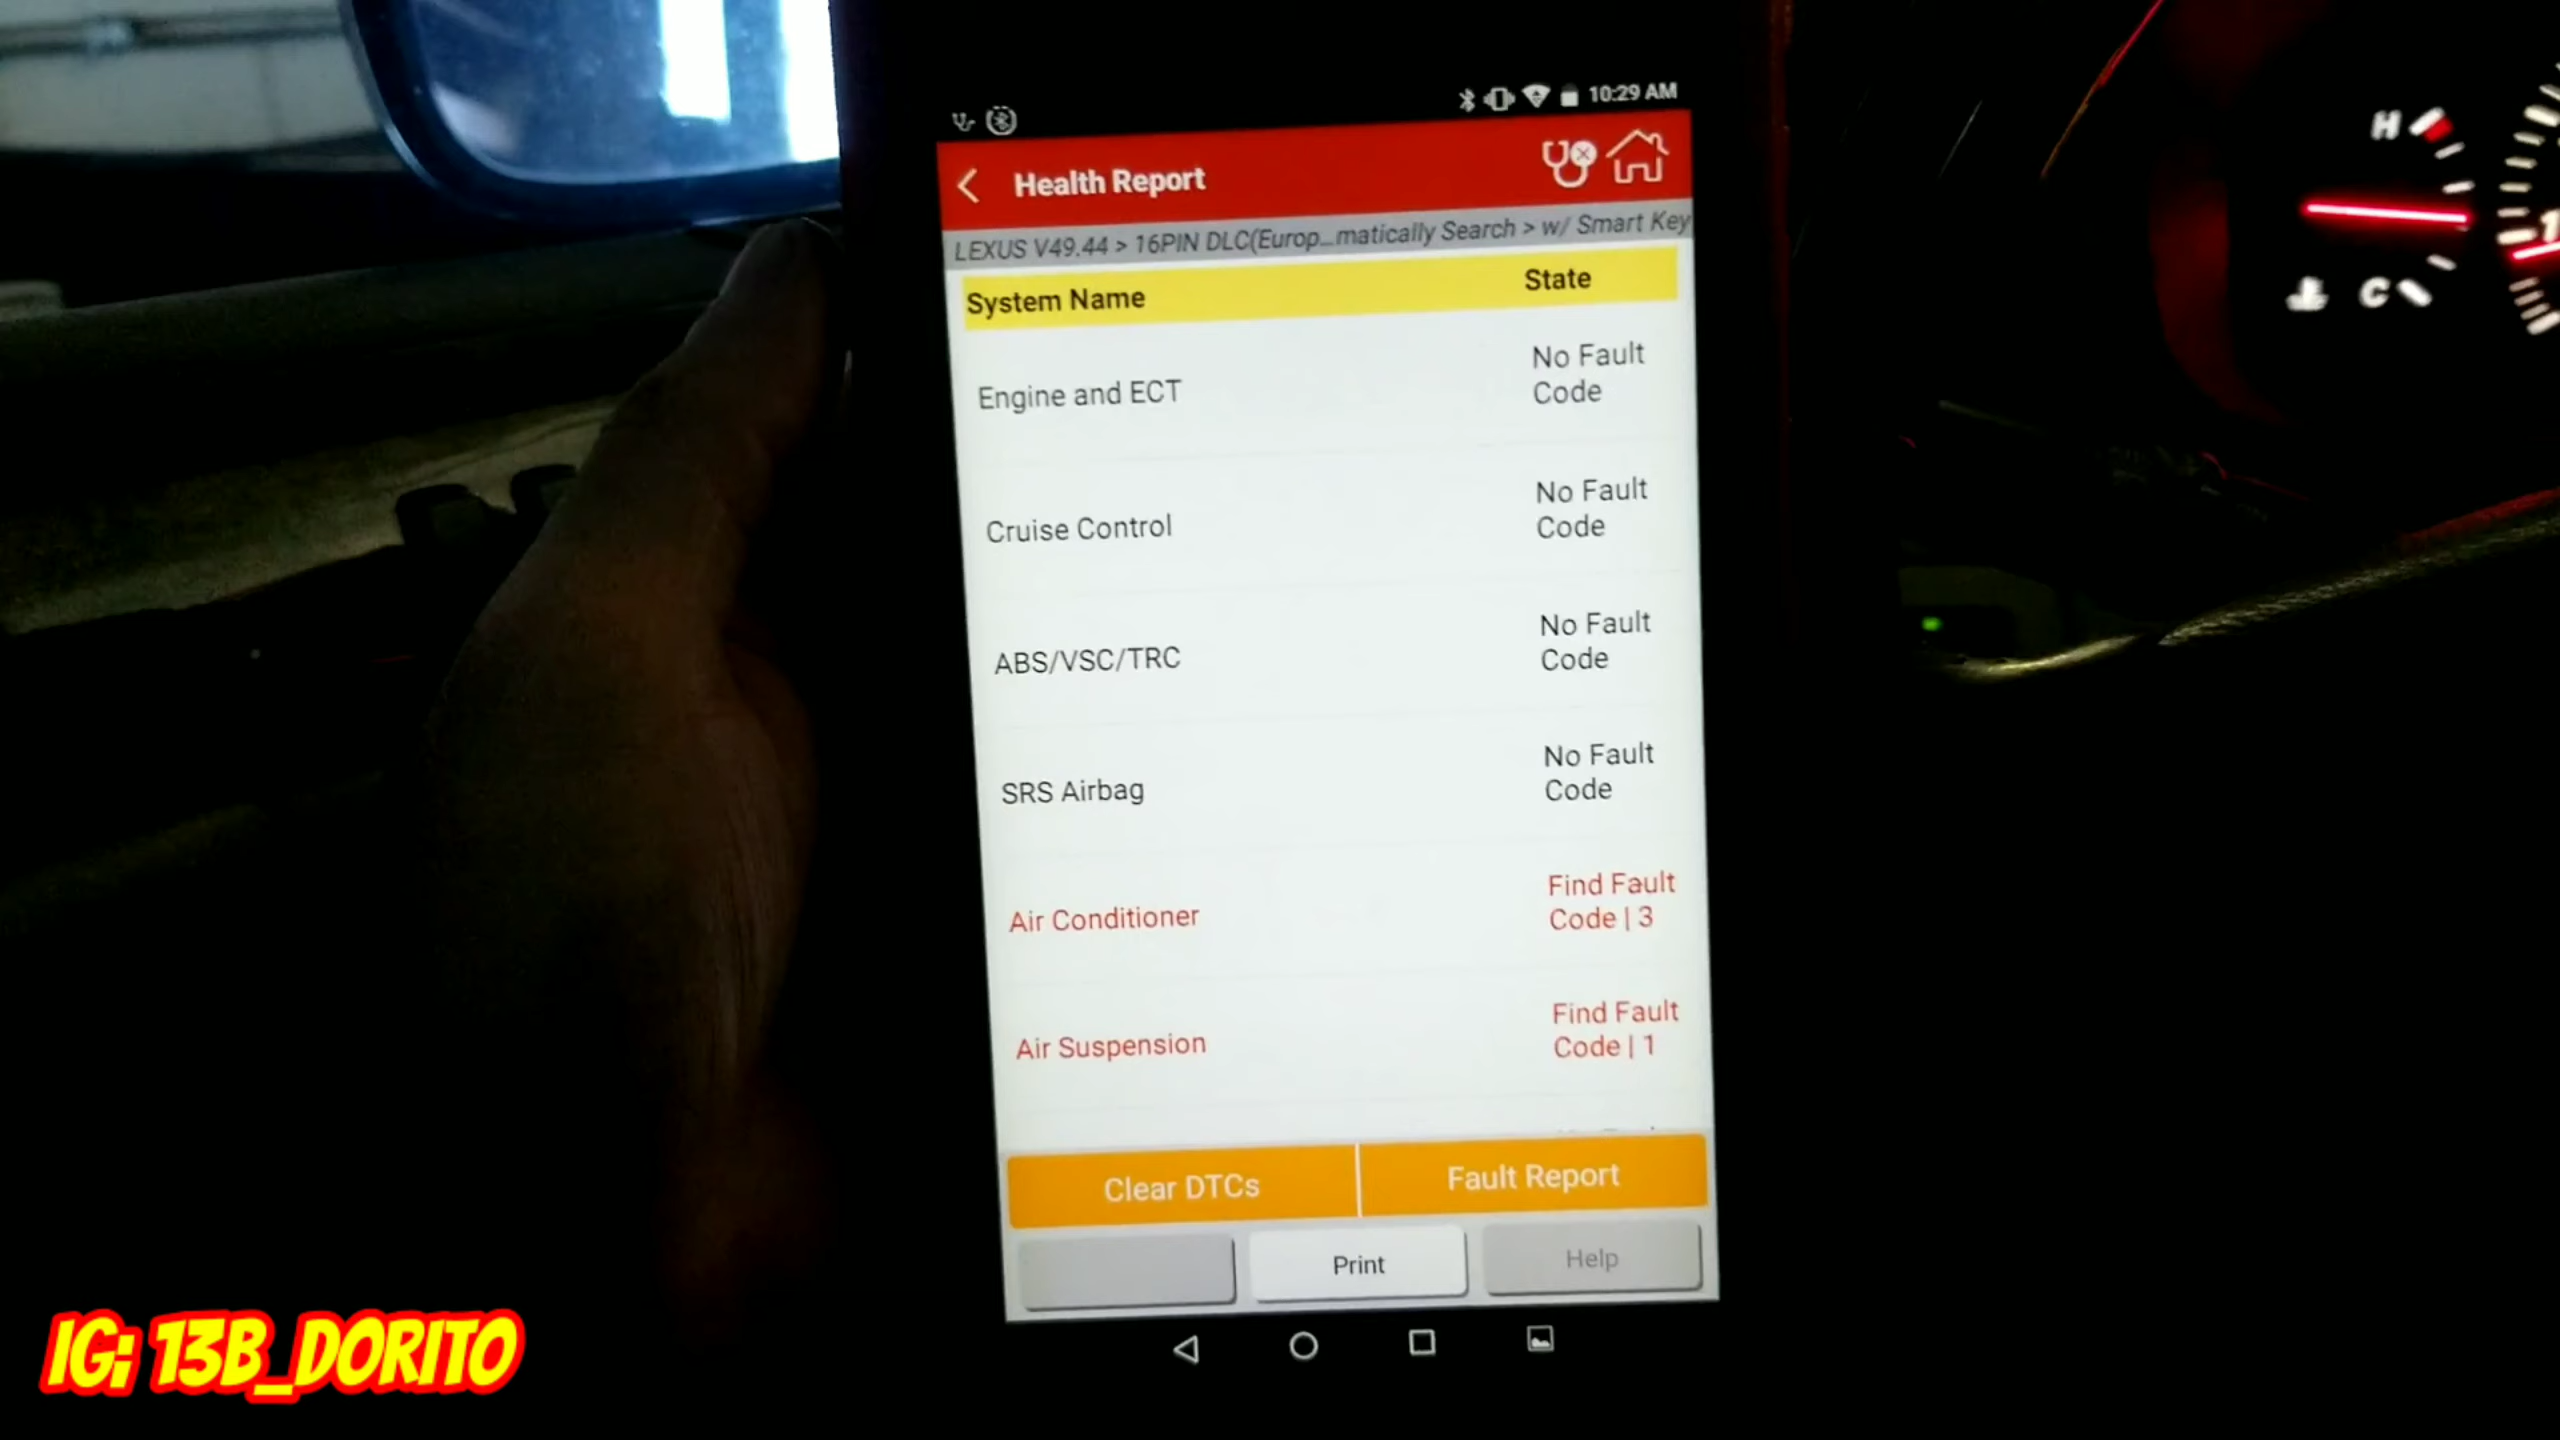 10:29 AM
Health Report
LEXUS V49.44 > 16PIN DLC(Europ...matically Search > w/ Smart Key
System Name State
Engine and ECT No Fault Code
Cruise Control No Fault Code
ABS/VSC/TRC No Fault Code
SRS Airbag No Fault Code
Air Conditioner Find Fault Code | 3
Air Suspension Find Fault Code | 1
Clear DTCs Fault Report
Print Help
H
C
IG; 13B_DORITO